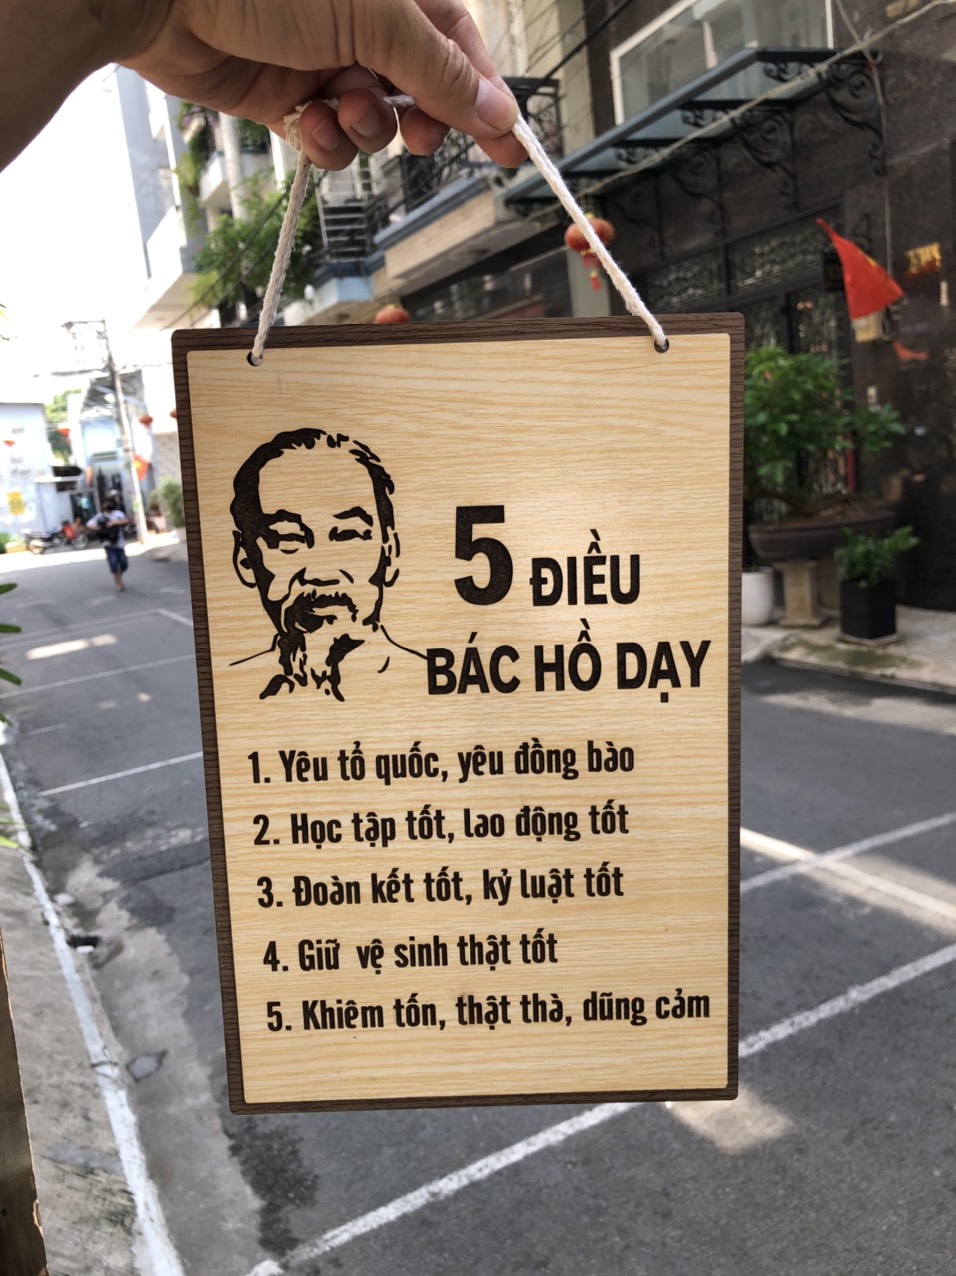 5 ĐIỀU
BÁC HỒ DẠY
1. Yêu tổ quốc, yêu đồng bào
2. Học tập tốt, lao động tốt
3. Đoàn kết tốt, kỷ luật tốt
4. Giữ vệ sinh thật tốt
5. Khiêm tốn, thật thà, dũng cảm